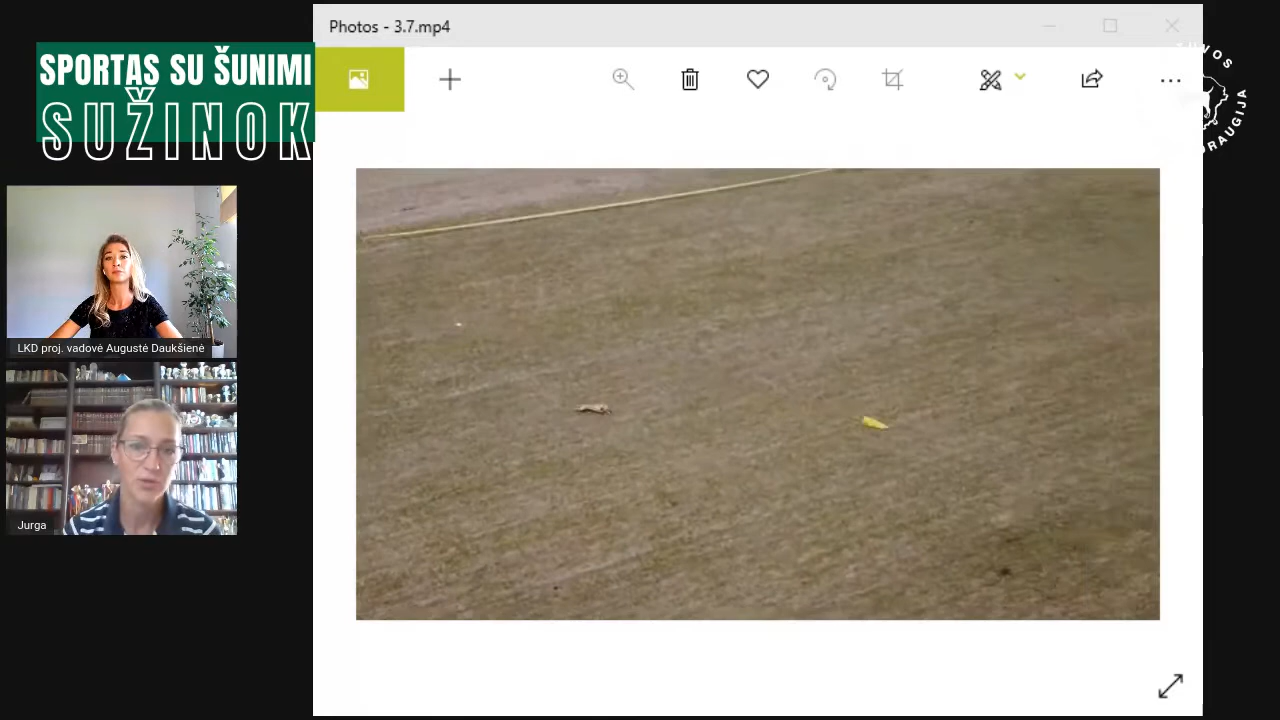 Photos - 3.7.mp4
SPORTAS SU ŠUNIMI
SUŽINOK
LKD proj. vadovė Augustė Daukšienė
Jurga